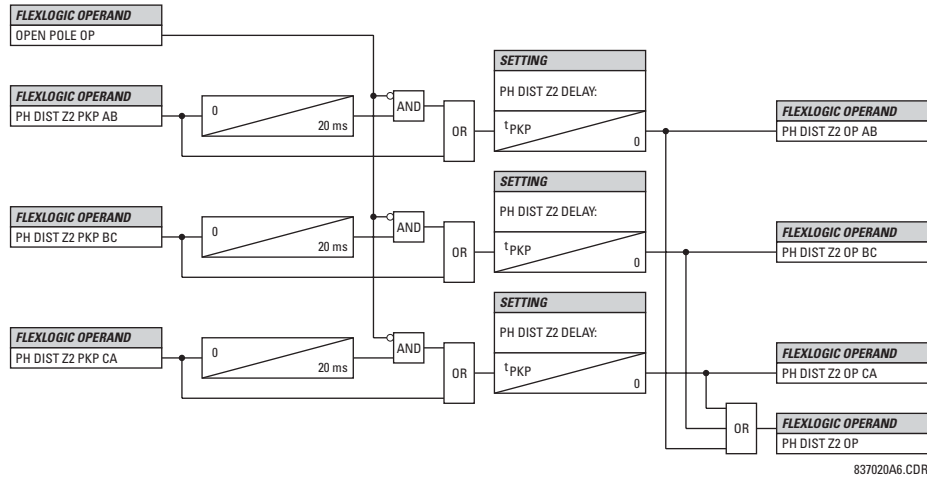 FLEXLOGIC OPERAND
OPEN POLE OP
SETTING
PH DIST Z2 DELAY:
FLEXLOGIC OPERAND
PH DIST Z2 PKP AB
0
20 ms
AND
OR
tPKP
0
FLEXLOGIC OPERAND
PH DIST Z2 OP AB
SETTING
PH DIST Z2 DELAY:
FLEXLOGIC OPERAND
PH DIST Z2 PKP BC
0
20 ms
AND
OR
tPKP
0
FLEXLOGIC OPERAND
PH DIST Z2 OP BC
SETTING
PH DIST Z2 DELAY:
FLEXLOGIC OPERAND
PH DIST Z2 PKP CA
0
20 ms
AND
OR
tPKP
0
FLEXLOGIC OPERAND
PH DIST Z2 OP CA
OR
FLEXLOGIC OPERAND
PH DIST Z2 OP
837020A6.CDR